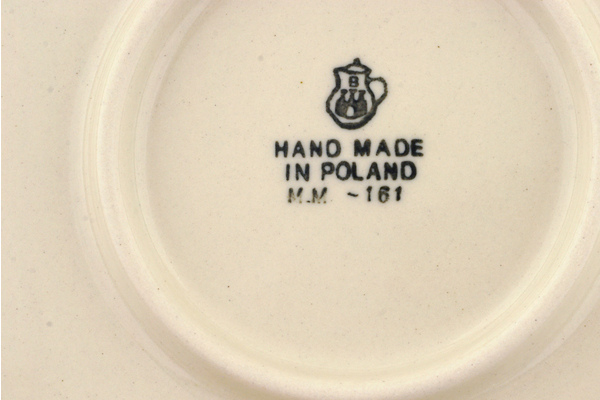 B
HAND MADE
IN POLAND
M.M. ~161